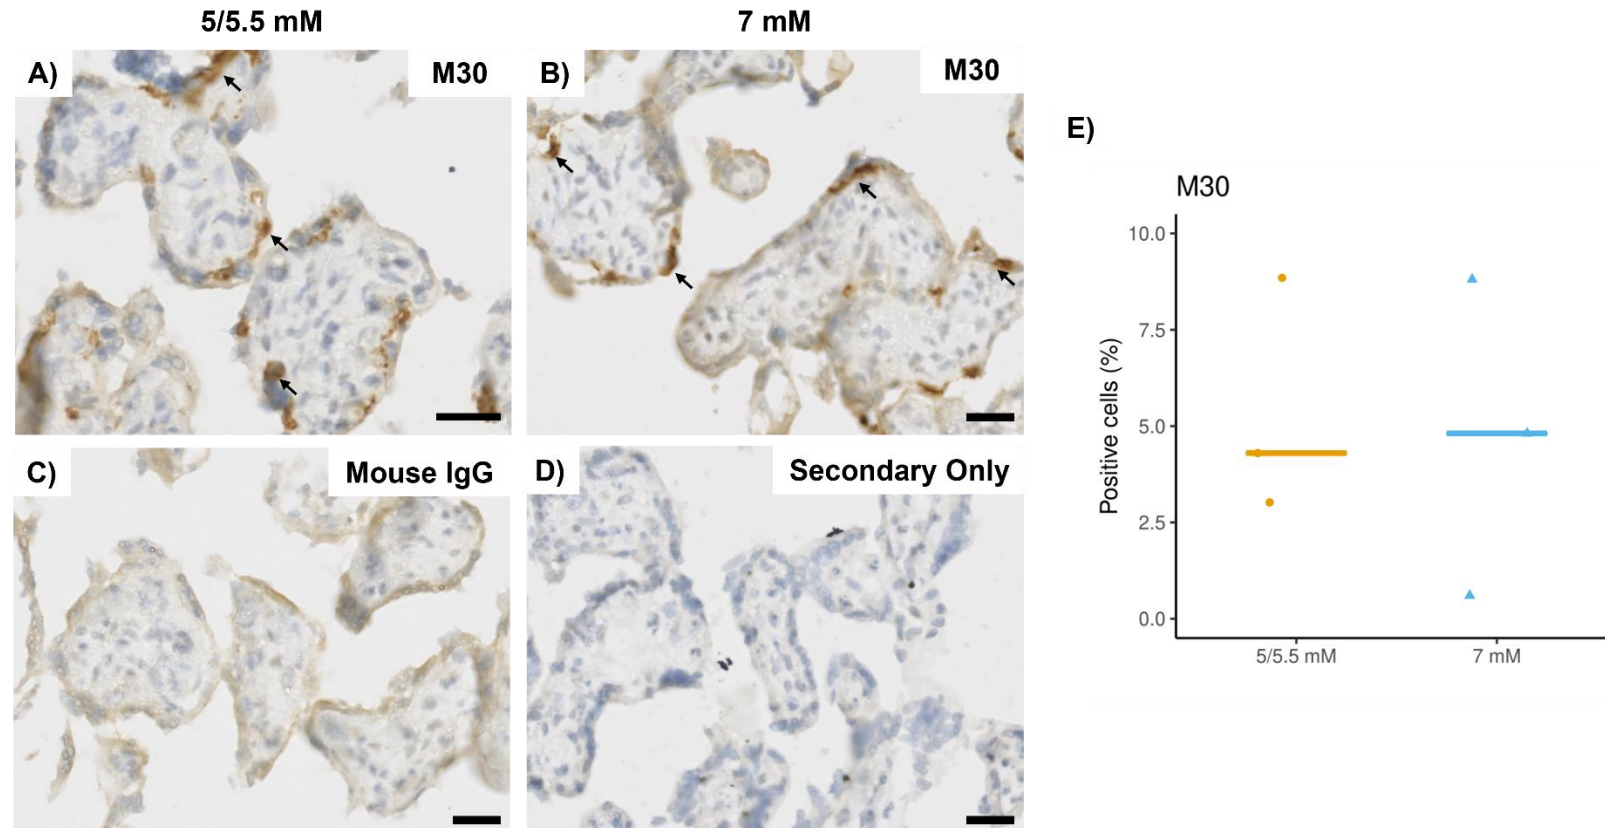 5/5.5 mM
7 mM
A)
M30
B)
M30
C)
Mouse IgG
D)
Secondary Only
E)
M30
Positive cells (%)
10.0
7.5
5.0
2.5
0.0
5/5.5 mM
7 mM